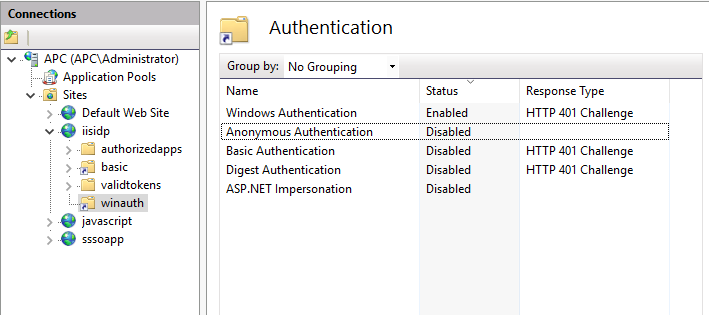 Connections
APC (APC\Administrator)
Application Pools
Sites
Default Web Site
iisidp
authorizedapps
basic
validtokens
winauth
javascript
sssoapp
Authentication
Group by: No Grouping
Name Status Response Type
Windows Authentication Enabled HTTP 401 Challenge
Anonymous Authentication Disabled
Basic Authentication Disabled HTTP 401 Challenge
Digest Authentication Disabled HTTP 401 Challenge
ASP.NET Impersonation Disabled